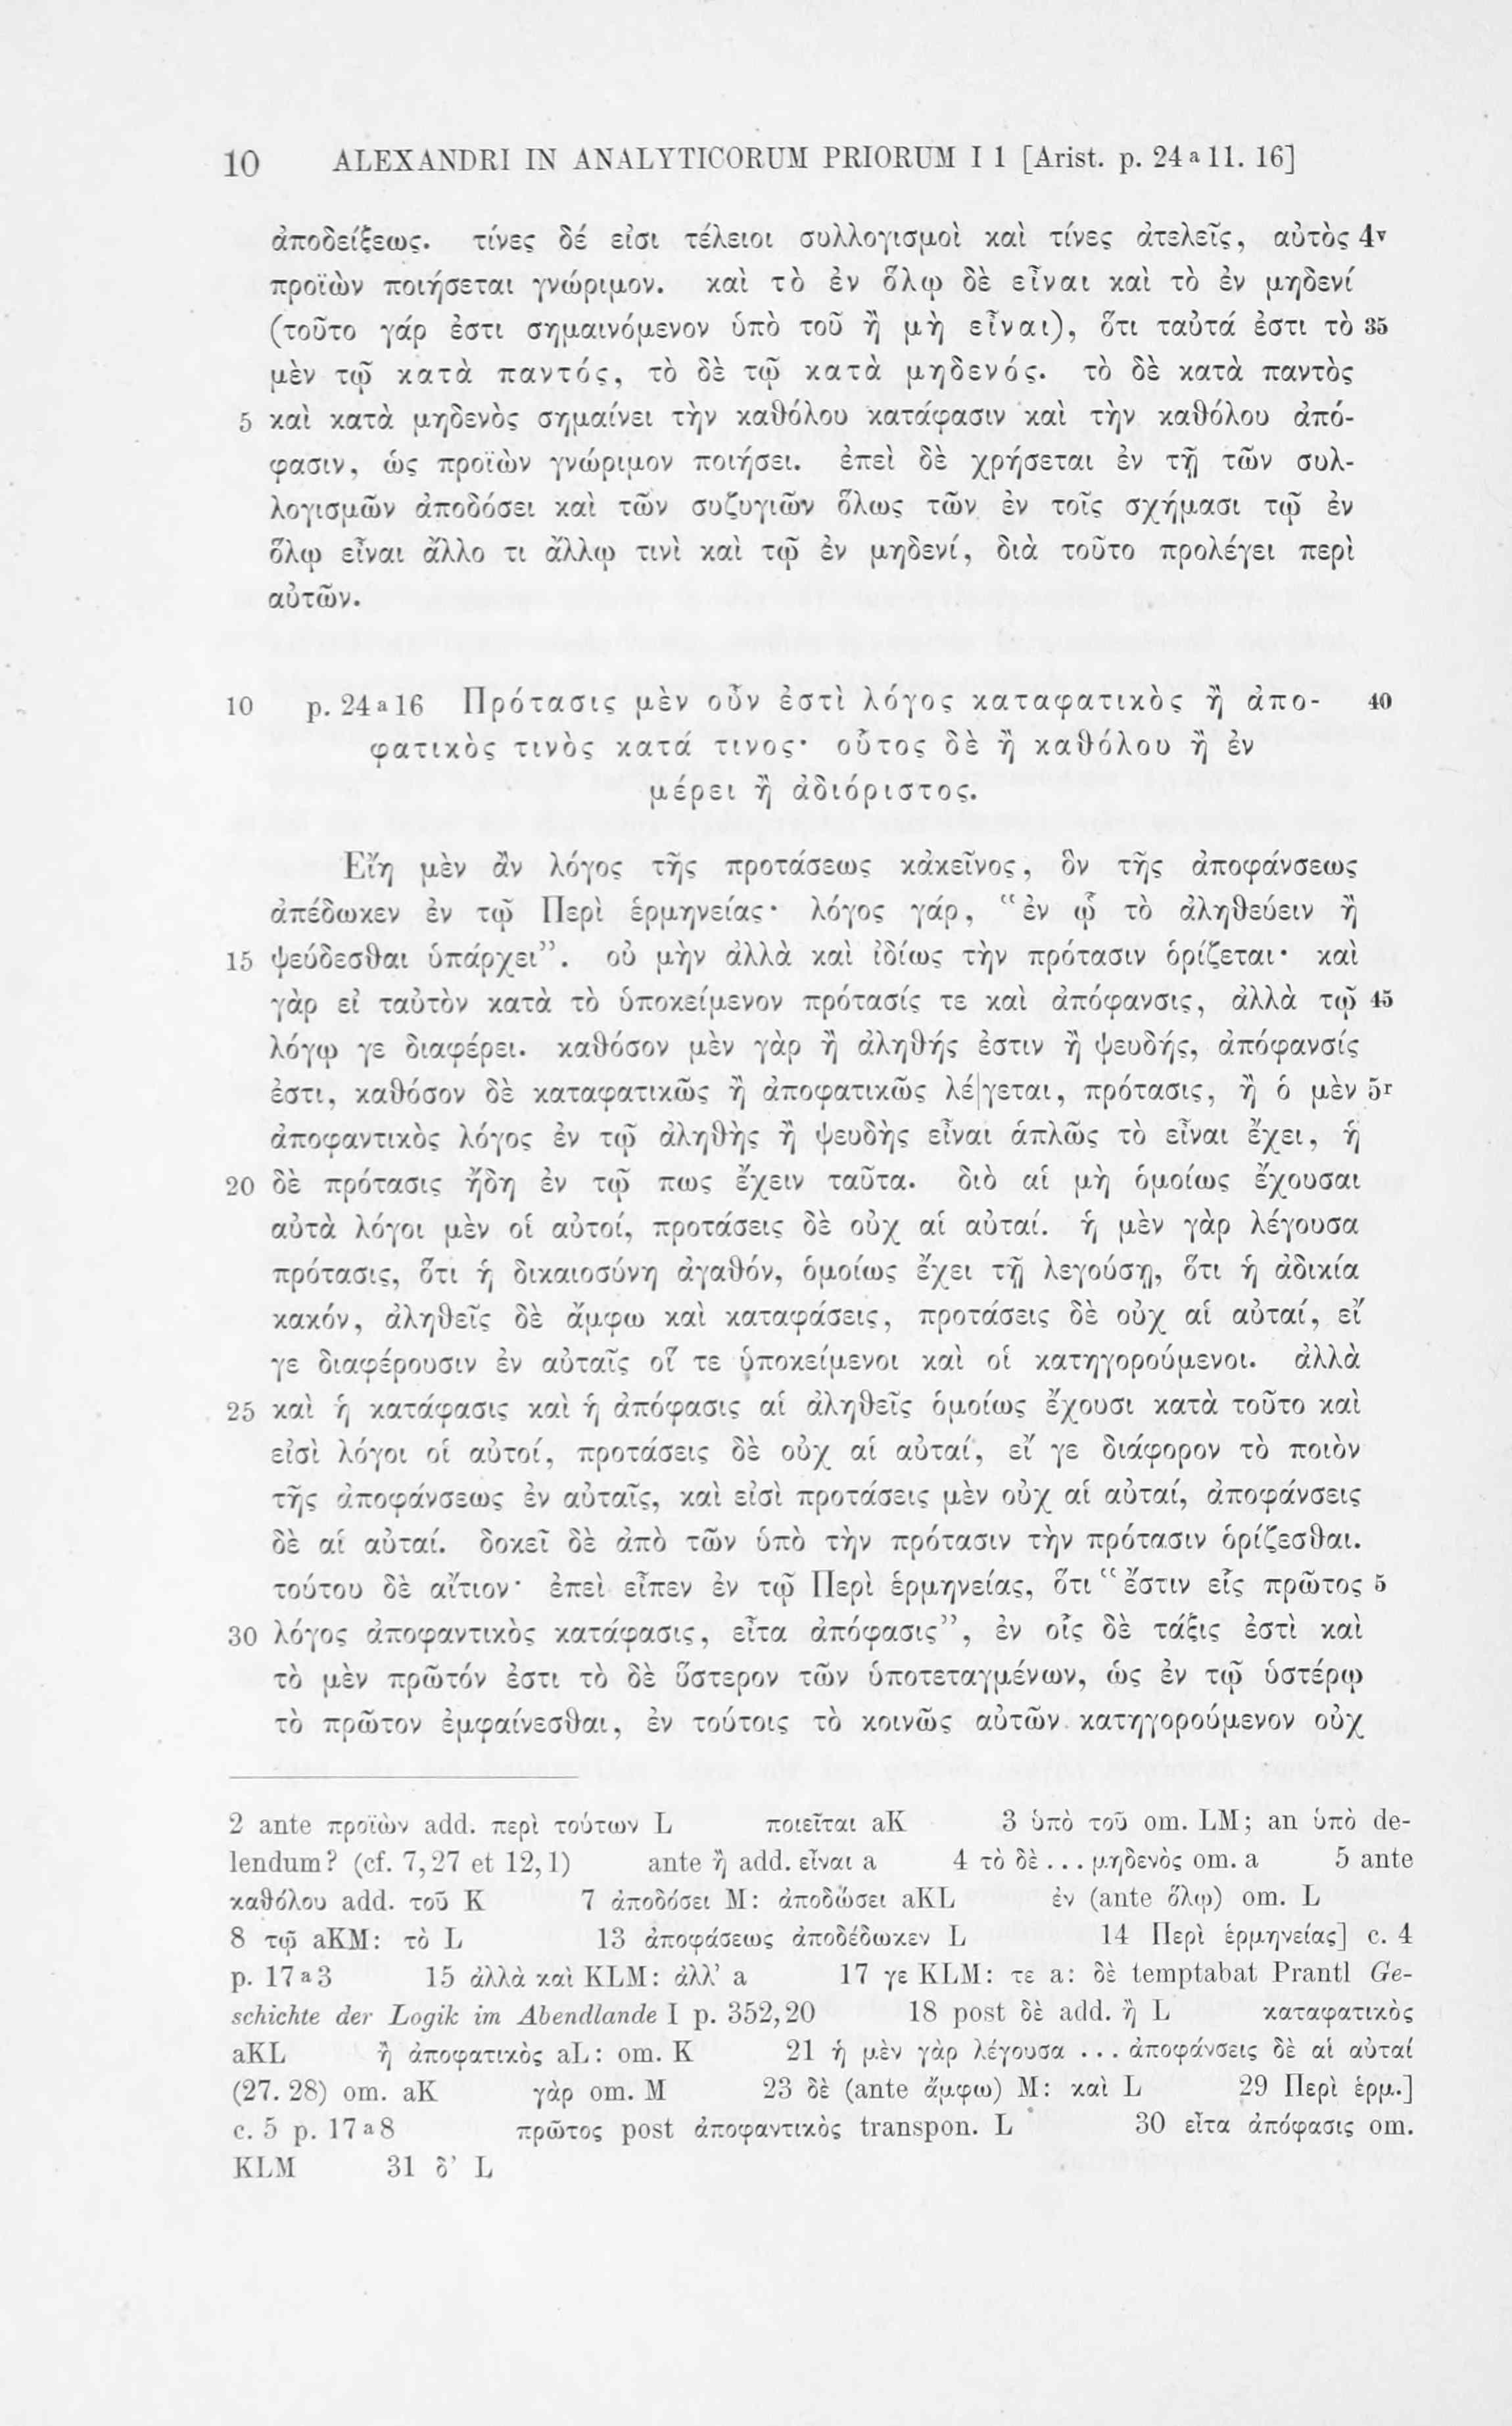 10 ALEXANDRI IN ANALYTICORUM PRIORUM I 1 [Arist. p. 24 a 11. 16]
ἀποδείξεως. τίνες δέ εἰσι τέλειοι συλλογισμοὶ καὶ τίνες ἀτελεῖς, αὐτὸς 4v
προϊὼν ποιήσεται γνώριμον. καὶ τὸ ἐν ὅλῳ δὲ εἶναι καὶ τὸ ἐν μηδενί
(τοῦτο γάρ ἐστι σημαινόμενον ὑπὸ τοῦ ἢ μὴ εἶναι), ὅτι ταὐτά ἐστι τὸ 35
μὲν τῷ κατὰ παντός, τὸ δὲ τῷ κατὰ μηδενός. τὸ δὲ κατὰ παντὸς
5 καὶ κατὰ μηδενὸς σημαίνει τὴν καθόλου κατάφασιν καὶ τὴν καθόλου ἀπό-
φασιν, ὡς προϊὼν γνώριμον ποιήσει. ἐπεὶ δὲ χρήσεται ἐν τῇ τῶν συλ-
λογισμῶν ἀποδόσει καὶ τῶν συζυγιῶν ὅλως τῶν ἐν τοῖς σχήμασι τῷ ἐν
ὅλῳ εἶναι ἄλλο τι ἄλλῳ τινὶ καὶ τῷ ἐν μηδενί, διὰ τοῦτο προλέγει περὶ
αὐτῶν.
10 p. 24 a 16 Πρότασις μὲν οὖν ἐστὶ λόγος καταφατικὸς ἢ ἀπο- 40
φατικὸς τινὸς κατά τινος· οὗτος δὲ ἢ καθόλου ἢ ἐν
μέρει ἢ ἀδιόριστος.
Εἴη μὲν ἂν λόγος τῆς προτάσεως κἀκεῖνος, ὃν τῆς ἀποφάνσεως
ἀπέδωκεν ἐν τῷ Περὶ ἑρμηνείας· λόγος γάρ, “ἐν ᾧ τὸ ἀληθεύειν ἢ
15 ψεύδεσθαι ὑπάρχει”. οὐ μὴν ἀλλὰ καὶ ἰδίως τὴν πρότασιν ὁρίζεται· καὶ
γὰρ εἰ ταὐτὸν κατὰ τὸ ὑποκείμενον πρότασίς τε καὶ ἀπόφανσις, ἀλλὰ τῷ 45
λόγῳ γε διαφέρει. καθόσον μὲν γὰρ ἢ ἀληθής ἐστιν ἢ ψευδής, ἀπόφανσίς
ἐστι, καθόσον δὲ καταφατικῶς ἢ ἀποφατικῶς λέ|γεται, πρότασις, ἢ ὁ μὲν 5r
ἀποφαντικὸς λόγος ἐν τῷ ἀληθὴς ἢ ψευδὴς εἶναι ἁπλῶς τὸ εἶναι ἔχει, ἡ
20 δὲ πρότασις ἤδη ἐν τῷ πως ἔχειν ταῦτα. διὸ αἱ μὴ ὁμοίως ἔχουσαι
αὐτὰ λόγοι μὲν οἱ αὐτοί, προτάσεις δὲ οὐχ αἱ αὐταί. ἡ μὲν γὰρ λέγουσα
πρότασις, ὅτι ἡ δικαιοσύνη ἀγαθόν, ὁμοίως ἔχει τῇ λεγούσῃ, ὅτι ἡ ἀδικία
κακόν, ἀληθεῖς δὲ ἄμφω καὶ καταφάσεις, προτάσεις δὲ οὐχ αἱ αὐταί, εἴ
γε διαφέρουσιν ἐν αὐταῖς οἵ τε ὑποκείμενοι καὶ οἱ κατηγορούμενοι. ἀλλὰ
25 καὶ ἡ κατάφασις καὶ ἡ ἀπόφασις αἱ ἀληθεῖς ὁμοίως ἔχουσι κατὰ τοῦτο καὶ
εἰσὶ λόγοι οἱ αὐτοί, προτάσεις δὲ οὐχ αἱ αὐταί, εἴ γε διάφορον τὸ ποιὸν
τῆς ἀποφάνσεως ἐν αὐταῖς, καὶ εἰσὶ προτάσεις μὲν οὐχ αἱ αὐταί, ἀποφάνσεις
δὲ αἱ αὐταί. δοκεῖ δὲ ἀπὸ τῶν ὑπὸ τὴν πρότασιν τὴν πρότασιν ὁρίζεσθαι.
τούτου δὲ αἴτιον· ἐπεὶ εἶπεν ἐν τῷ Περὶ ἑρμηνείας, ὅτι “ἔστιν εἷς πρῶτος 5
30 λόγος ἀποφαντικὸς κατάφασις, εἶτα ἀπόφασις”, ἐν οἷς δὲ τάξις ἐστὶ καὶ
τὸ μὲν πρῶτόν ἐστι τὸ δὲ ὕστερον τῶν ὑποτεταγμένων, ὡς ἐν τῷ ὑστέρῳ
τὸ πρῶτον ἐμφαίνεσθαι, ἐν τούτοις τὸ κοινῶς αὐτῶν κατηγορούμενον οὐχ
2 ante προϊὼν add. περὶ τούτων L ποιεῖται aK 3 ὑπὸ τοῦ om. LM; an ὑπὸ de-
lendum? (cf. 7,27 et 12,1) ante ἢ add. εἶναι a 4 τὸ δὲ ... μηδενὸς om. a 5 ante
καθόλου add. τοῦ K 7 ἀποδόσει M: ἀποδώσει aKL ἐν (ante ὅλῳ) om. L
8 τῷ aKM: τὸ L 13 ἀποφάσεως ἀποδέδωκεν L 14 Περὶ ἑρμηνείας] c. 4
p. 17 a 3 15 ἀλλὰ καὶ KLM: ἀλλ’ a 17 γε KLM: τε a: δὲ temptabat Prantl Ge-
schichte der Logik im Abendlande I p. 352,20 18 post δὲ add. ἢ L καταφατικὸς
aKL ἢ ἀποφατικὸς aL: om. K 21 ἡ μὲν γὰρ λέγουσα ... ἀποφάνσεις δὲ αἱ αὐταί
(27. 28) om. aK γὰρ om. M 23 δὲ (ante ἄμφω) M: καὶ L 29 Περὶ ἑρμ.]
c. 5 p. 17 a 8 πρῶτος post ἀποφαντικὸς transpon. L 30 εἶτα ἀπόφασις om.
KLM 31 δ’ L